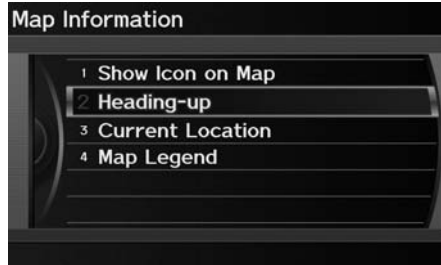 Map Information
1 Show Icon on Map
2 Heading-up
3 Current Location
4 Map Legend